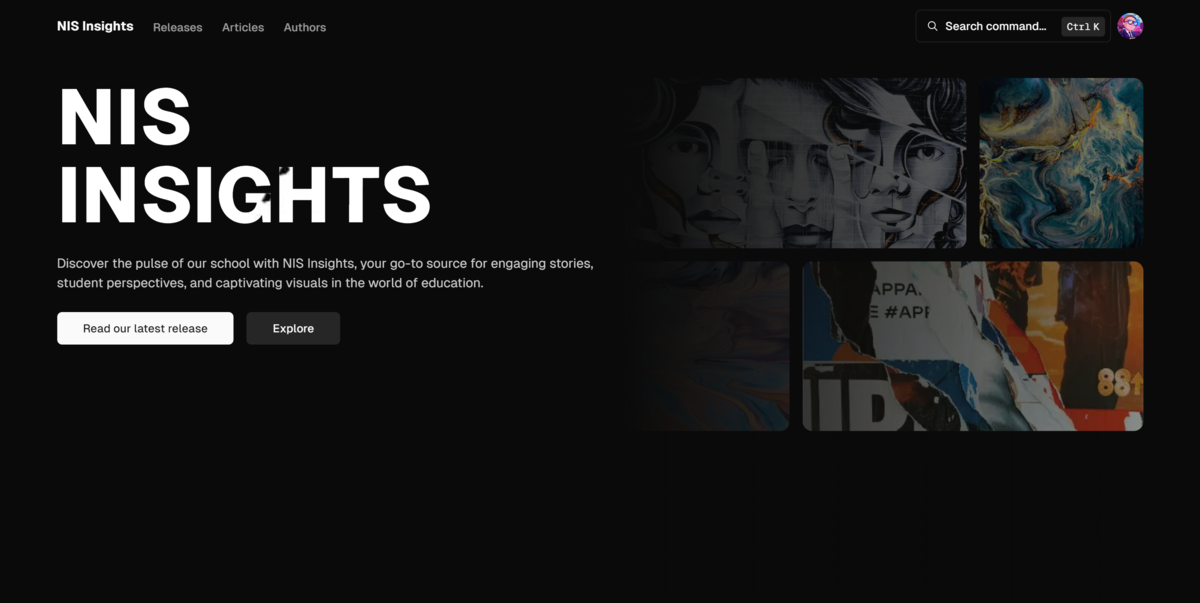 NIS Insights
Releases
Articles
Authors
Search command...
Ctrl K
NIS
INSIGHTS
Discover the pulse of our school with NIS Insights, your go-to source for engaging stories,
student perspectives, and captivating visuals in the world of education.
Read our latest release
Explore
APPA.
E #APF
88